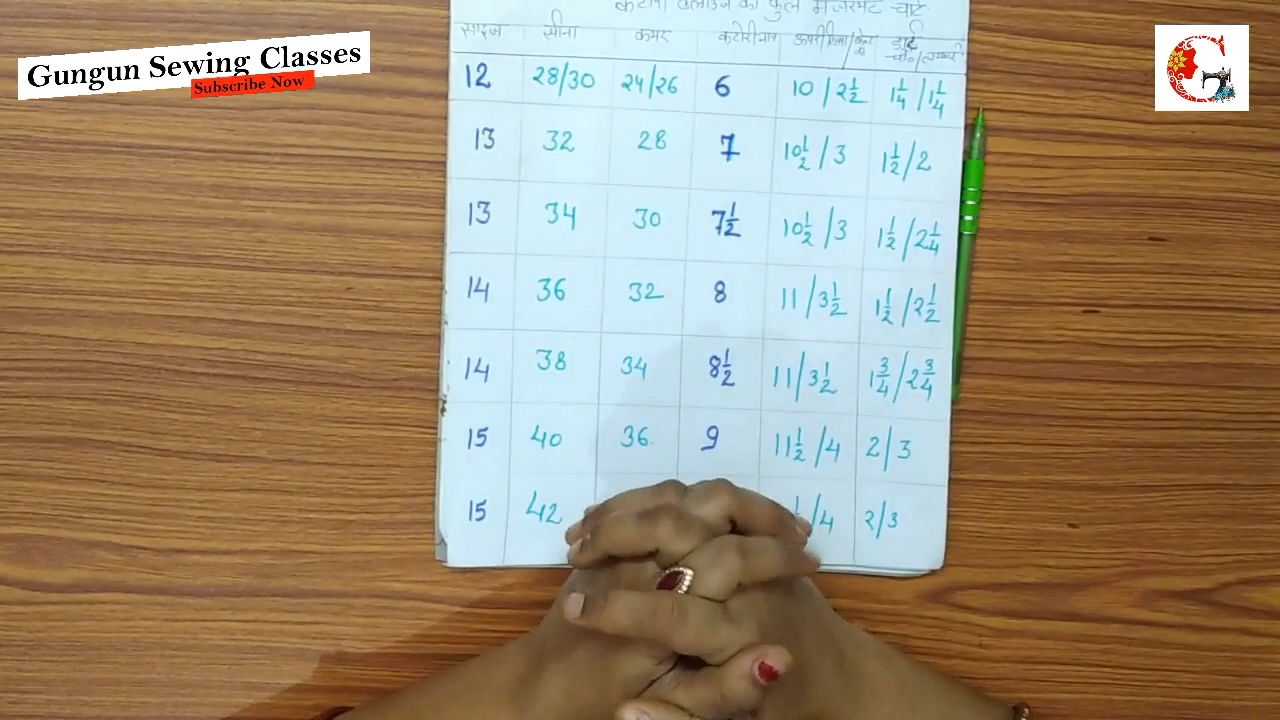 कटोरी ब्लाउज का फुल मेजरमेंट चार्ट
साइज सीना कमर कटोरी नाप ऊपरी हिस्सा/
Gungun Sewing Classes
Subscribe Now
12 28/30 24/26 6 10/2½ 1¼/1¼
13 32 28 7 10½/3 1½/2
13 34 30 7½ 10½/3 1½/2¼
14 36 32 8 11/3½ 1½/2½
14 38 34 8½ 11/3½ 1¾/2¾
15 40 36 9 11½/4 2/3
15 42 /4 2/3